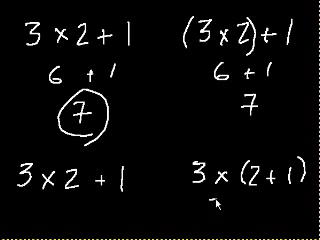 3 × 2 + 1
6 + 1
7
(3 × 2) + 1
6 + 1
7
3 × 2 + 1
3 × (2 + 1)